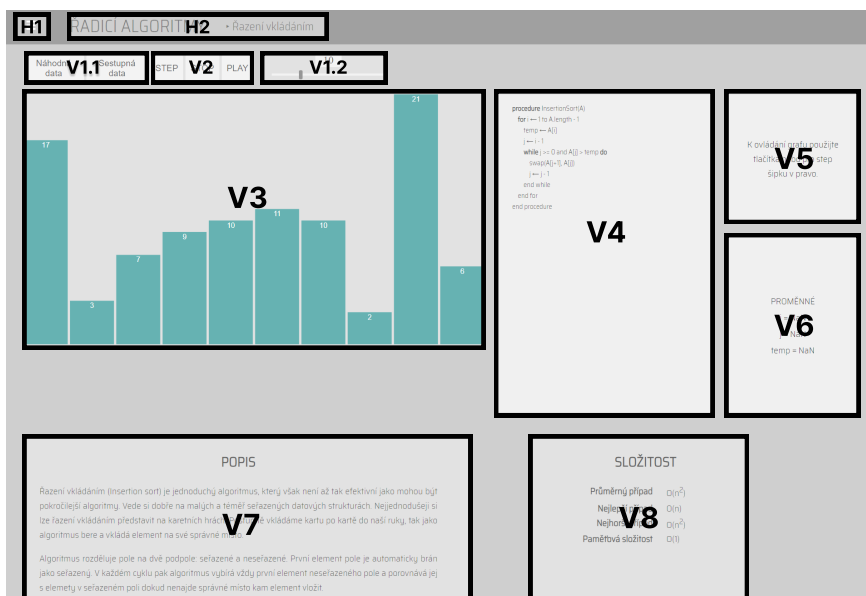 H1
ŘADICÍ H2 • Řazení vkládáním
V1.1 Sestupná
data data
STEP V2 PLAY
V1.2
21
17
11
10
10
9
7
6
3
2
V3
procedure InsertionSort(A)
for i ← 1 to A.length - 1
temp ← A[i]
j ← i - 1
while j >= 0 and A[j] > temp do
swap(A[j+1], A[j])
j ← j - 1
end while
end for
end procedure
V4
K ovládání grafu použijte
V5 step
šipku v pravo.
PROMĚNNÉ
V6
temp = NaN
POPIS
Řazení vkládáním (Insertion sort) je jednoduchý algoritmus, který však není až tak efektivní jako mohou být
pokročilejší algoritmy. Vede si dobře na malých a téměř seřazených datových strukturách. Nejjednodušeji si
lze řazení vkládáním představit na karetních hrách. vkládáme kartu po kartě do naší ruky, tak jako
algoritmus bere a vkládá element na své správné místo.
V7
Algoritmus rozděluje pole na dvě podpole: seřazené a neseřazené. První element pole je automaticky brán
jako seřazený. V každém cyklu pak algoritmus vybírá vždy první element neseřazeného pole a porovnává jej
s elemety v seřazeném poli dokud nenajde správné místo kam element vložit.
SLOŽITOST
Průměrný případ O(n²)
Nejlepší případ O(n)
Nejhorší případ O(n²)
Paměťová složitost O(1)
V8